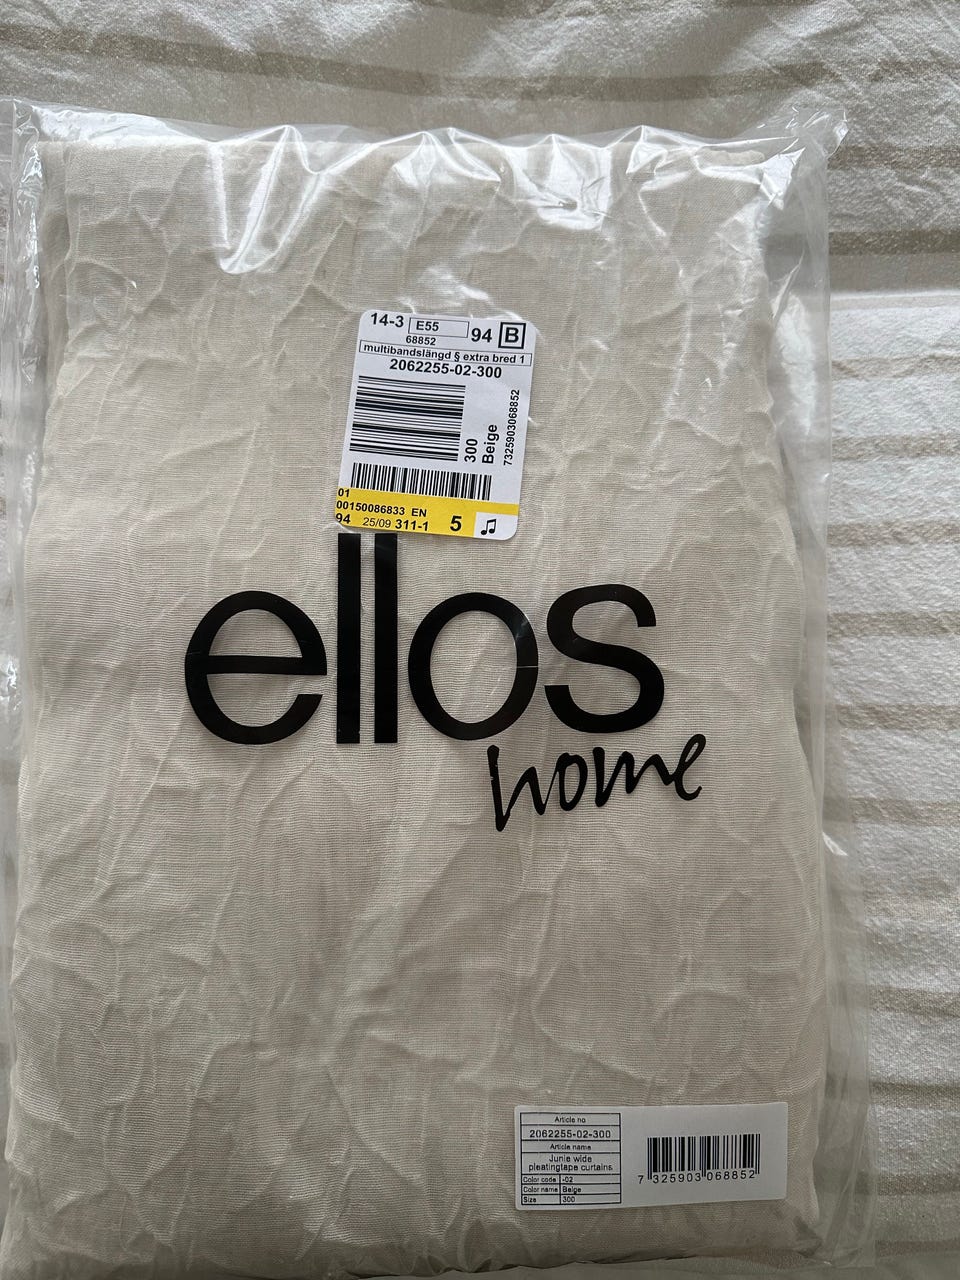 14-3 E55 94 B
68852
multibandslängd § extra bred 1
2062255-02-300
300
Beige
7325903068852
01
00150086833 EN
94 25/09 311-1 5
ellos
home
Article no
2062255-02-300
Article name
Junie wide
pleatingtape curtains
Color code -02
Color name Beige
Size 300
7 325903 068852